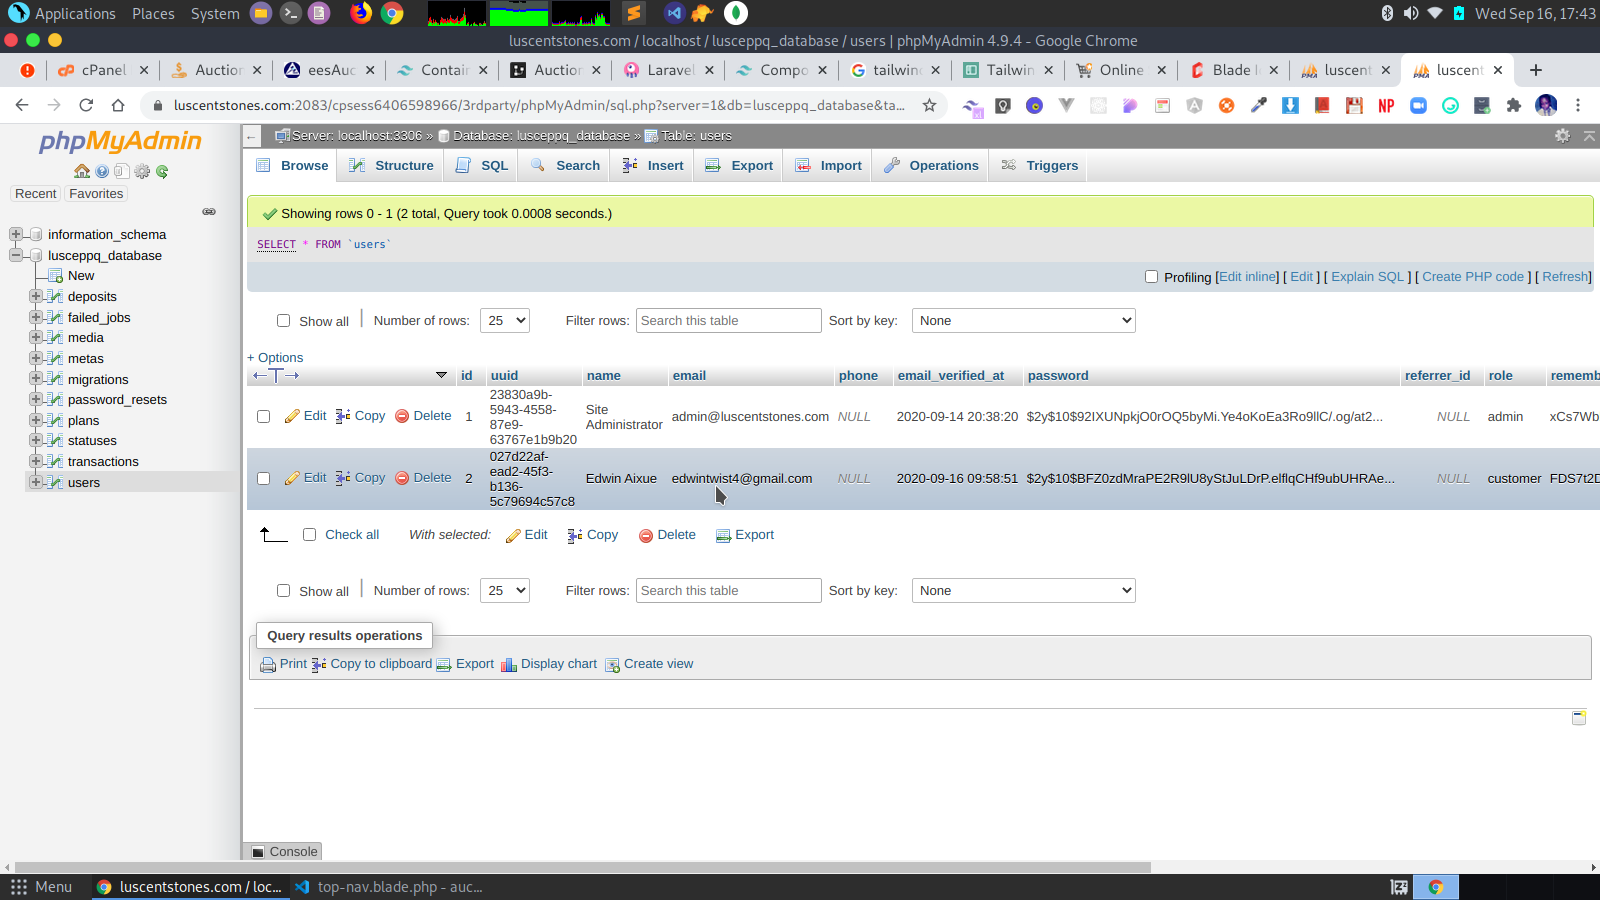 Applications Places System Wed Sep 16, 17:43
luscentstones.com / localhost / lusceppq_database / users | phpMyAdmin 4.9.4 - Google Chrome
cPanel Auction eesAuc Contain Auction Laravel Compo tailwind Tailwin Online Blade I luscent luscent
luscentstones.com:2083/cpsess6406598966/3rdparty/phpMyAdmin/sql.php?server=1&db=lusceppq_database&ta... NP
phpMyAdmin
Recent Favorites
information_schema
lusceppq_database
New
deposits
failed_jobs
media
metas
migrations
password_resets
plans
statuses
transactions
users
Server: localhost:3306 » Database: lusceppq_database » Table: users
Browse Structure SQL Search Insert Export Import Operations Triggers
Showing rows 0 - 1 (2 total, Query took 0.0008 seconds.)
SELECT * FROM `users`
Profiling [Edit inline] [ Edit ] [ Explain SQL ] [ Create PHP code ] [ Refresh]
Show all Number of rows: 25 Filter rows: Search this table Sort by key: None
+ Options
id uuid name email phone email_verified_at password referrer_id role rememb
Edit Copy Delete 1 23830a9b-5943-4558-87e9-63767e1b9b20 Site Administrator admin@luscentstones.com NULL 2020-09-14 20:38:20 $2y$10$92IXUNpkjO0rOQ5byMi.Ye4oKoEa3Ro9llC/.og/at2... NULL admin xCs7Wb
Edit Copy Delete 2 027d22af-ead2-45f3-b136-5c79694c57c8 Edwin Aixue edwintwist4@gmail.com NULL 2020-09-16 09:58:51 $2y$10$BFZ0zdMraPE2R9lU8yStJuLDrP.elflqCHf9ubUHRAe... NULL customer FDS7t2D
Check all With selected: Edit Copy Delete Export
Show all Number of rows: 25 Filter rows: Search this table Sort by key: None
Query results operations
Print Copy to clipboard Export Display chart Create view
Console
Menu luscentstones.com / loc... top-nav.blade.php - auc...